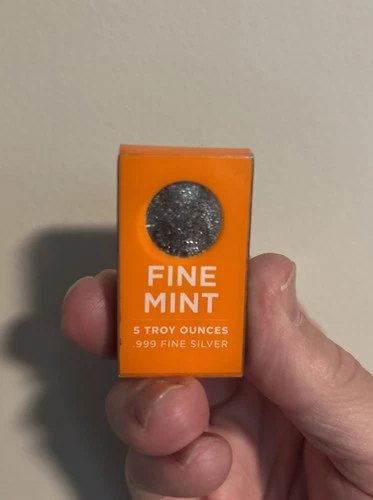 FINE
MINT
5 TROY OUNCES
.999 FINE SILVER